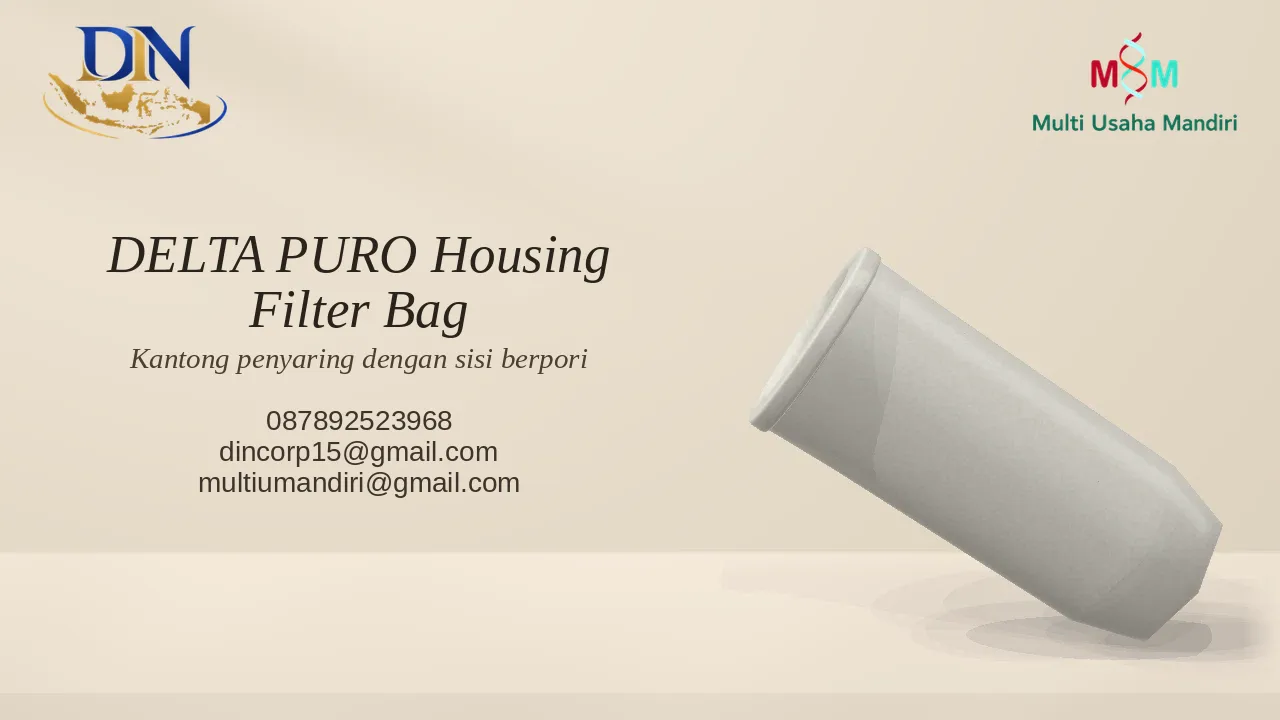 DIN
MSM
Multi Usaha Mandiri
DELTA PURO Housing
Filter Bag
Kantong penyaring dengan sisi berpori
087892523968
dincorp15@gmail.com
multiumandiri@gmail.com